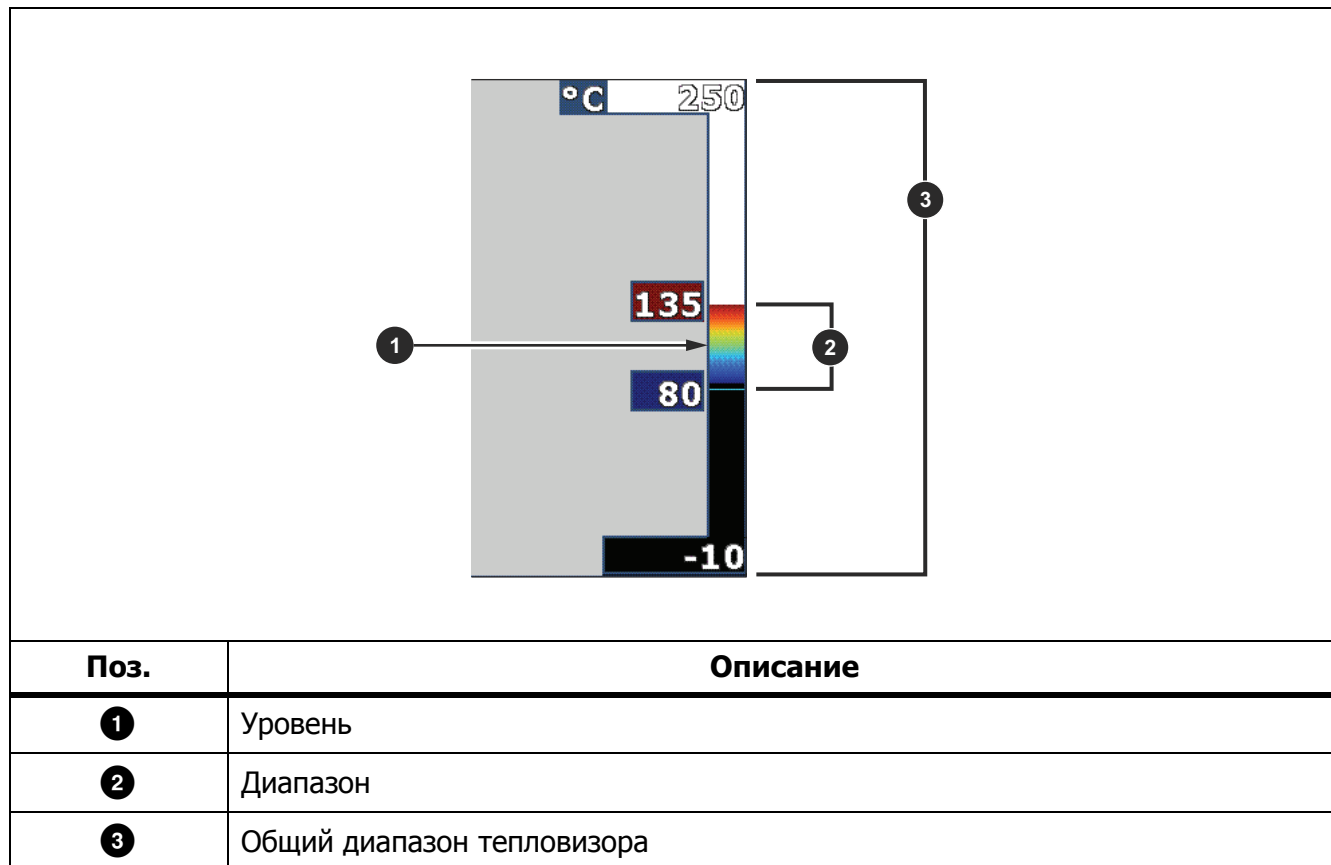 °C 250
3
135
1 2
80
-10
Поз. Описание
1 Уровень
2 Диапазон
3 Общий диапазон тепловизора